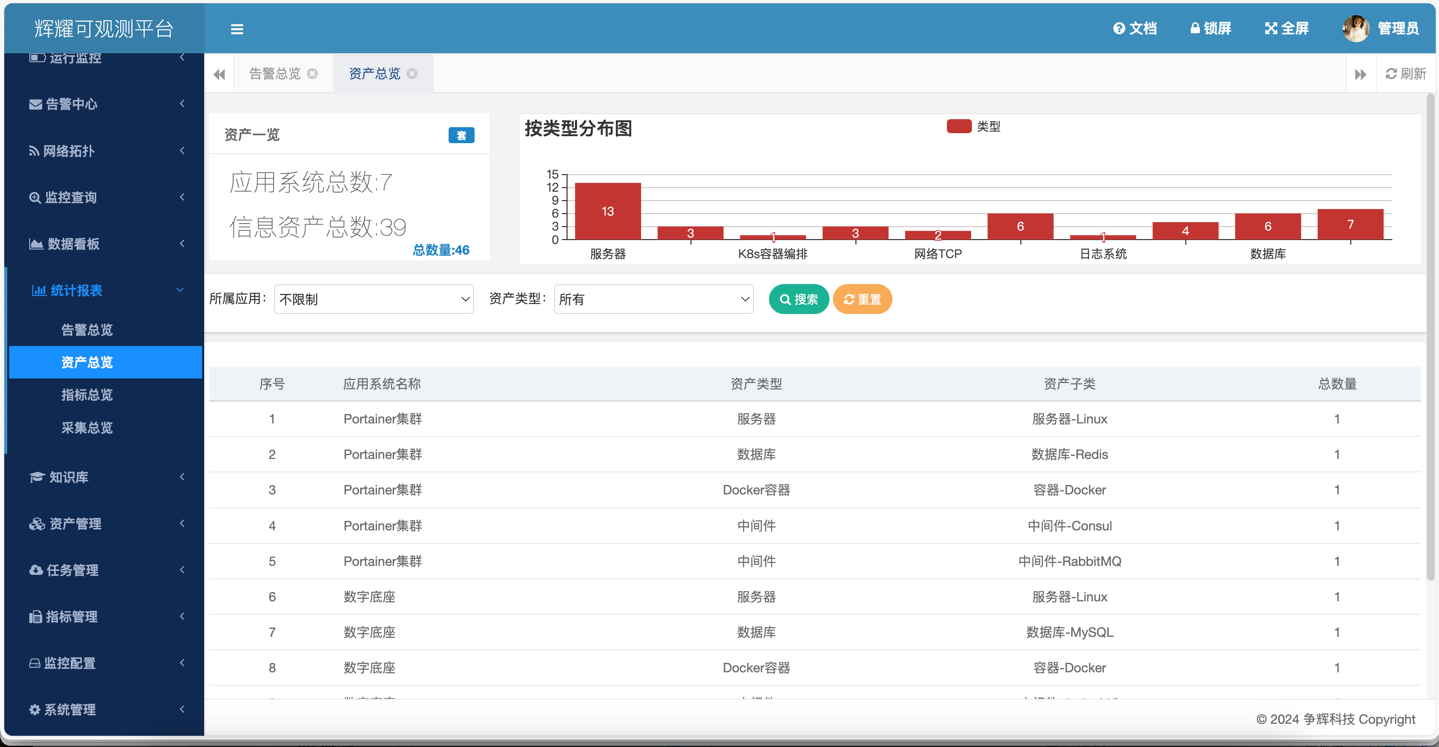 辉耀可观测平台
文档 锁屏 全屏 管理员
运行监控
告警中心
网络拓扑
监控查询
数据看板
统计报表
告警总览
资产总览
指标总览
采集总览
知识库
资产管理
任务管理
指标管理
监控配置
系统管理
告警总览 资产总览 刷新
资产一览 套
应用系统总数:7
信息资产总数:39
总数量:46
按类型分布图 类型
15
12
9
6
3
0
13 3 1 3 2 6 1 4 6 7
服务器 K8s容器编排 网络TCP 日志系统 数据库
所属应用: 不限制 资产类型: 所有 搜索 重置
序号 应用系统名称 资产类型 资产子类 总数量
1 Portainer集群 服务器 服务器-Linux 1
2 Portainer集群 数据库 数据库-Redis 1
3 Portainer集群 Docker容器 容器-Docker 1
4 Portainer集群 中间件 中间件-Consul 1
5 Portainer集群 中间件 中间件-RabbitMQ 1
6 数字底座 服务器 服务器-Linux 1
7 数字底座 数据库 数据库-MySQL 1
8 数字底座 Docker容器 容器-Docker 1
© 2024 争辉科技 Copyright